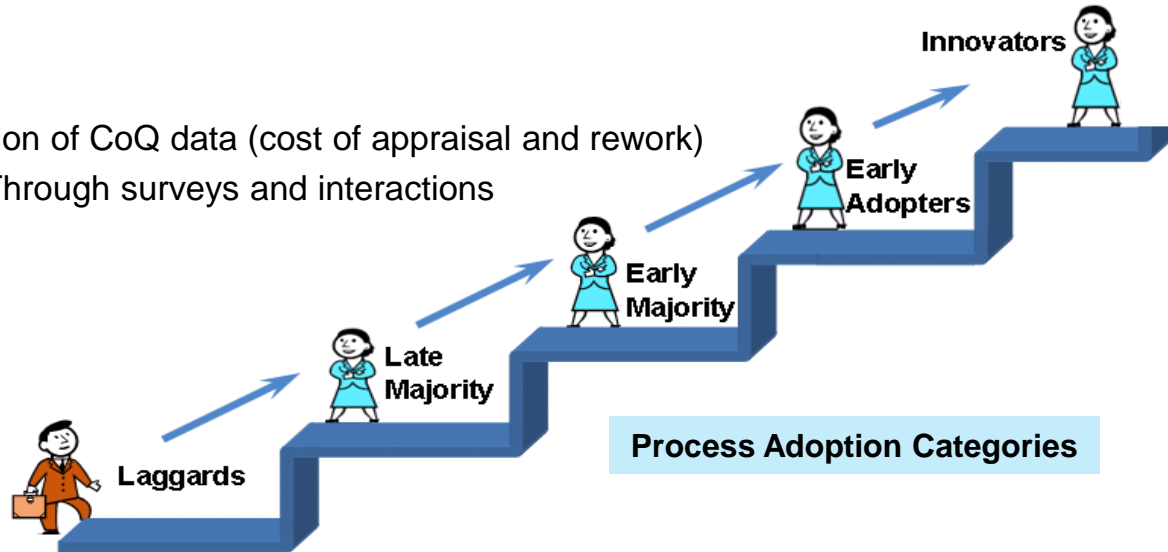 Innovators
ion of CoQ data (cost of appraisal and rework)
Through surveys and interactions
Early
Adopters
Early
Majority
Late
Majority
Process Adoption Categories
Laggards